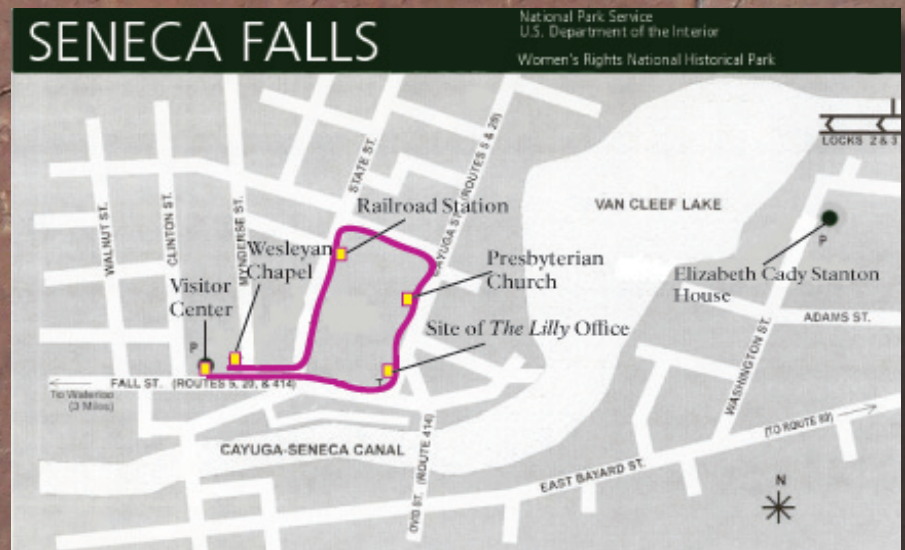 SENECA FALLS
National Park Service
U.S. Department of the Interior
Women's Rights National Historical Park
LOCKS 2 & 3
STATE ST.
CAYUGA ST. (ROUTES 5 & 20)
VAN CLEEF LAKE
Railroad Station
WALNUT ST.
CLINTON ST.
MYNDERSE ST.
Wesleyan
Chapel
Presbyterian
Church
P
Elizabeth Cady Stanton
House
Visitor
Center
P
Site of The Lilly Office
ADAMS ST.
WASHINGTON ST.
T
FALL ST. (ROUTES 5, 20, & 414)
To Waterloo
(3 Miles)
CAYUGA-SENECA CANAL
OVID ST. (ROUTE 414)
EAST BAYARD ST.
N